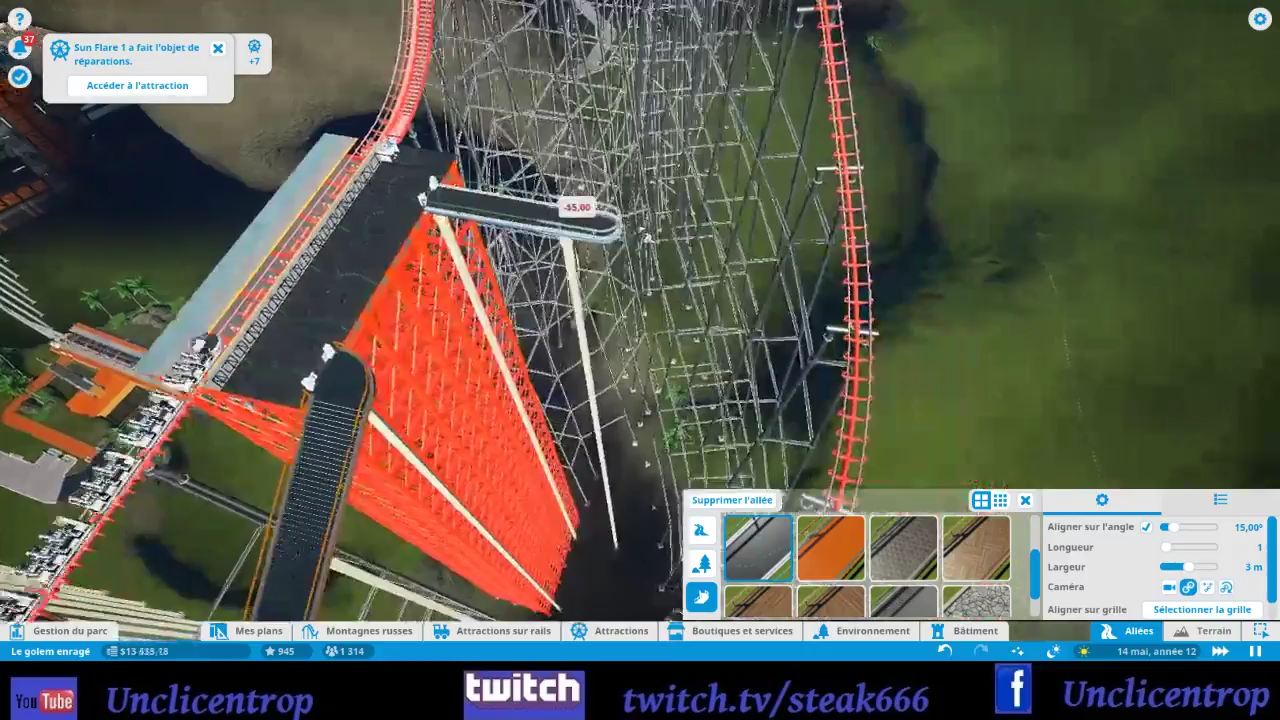 ?
37
Sun Flare 1 a fait l'objet de
réparations.
+7
Accéder à l'attraction
-$5,00
Supprimer l'allée
Aligner sur l'angle
15,00°
Longueur
1
Largeur
3 m
Caméra
Aligner sur grille
Sélectionner la grille
Gestion du parc
Mes plans
Montagnes russes
Attractions sur rails
Attractions
Boutiques et services
Environnement
Bâtiment
Allées
Terrain
Le golem enragé
945
1 314
14 mai, année 12
YouTube
Unclicentrop
twitch
twitch.tv/steak666
f
Unclicentrop